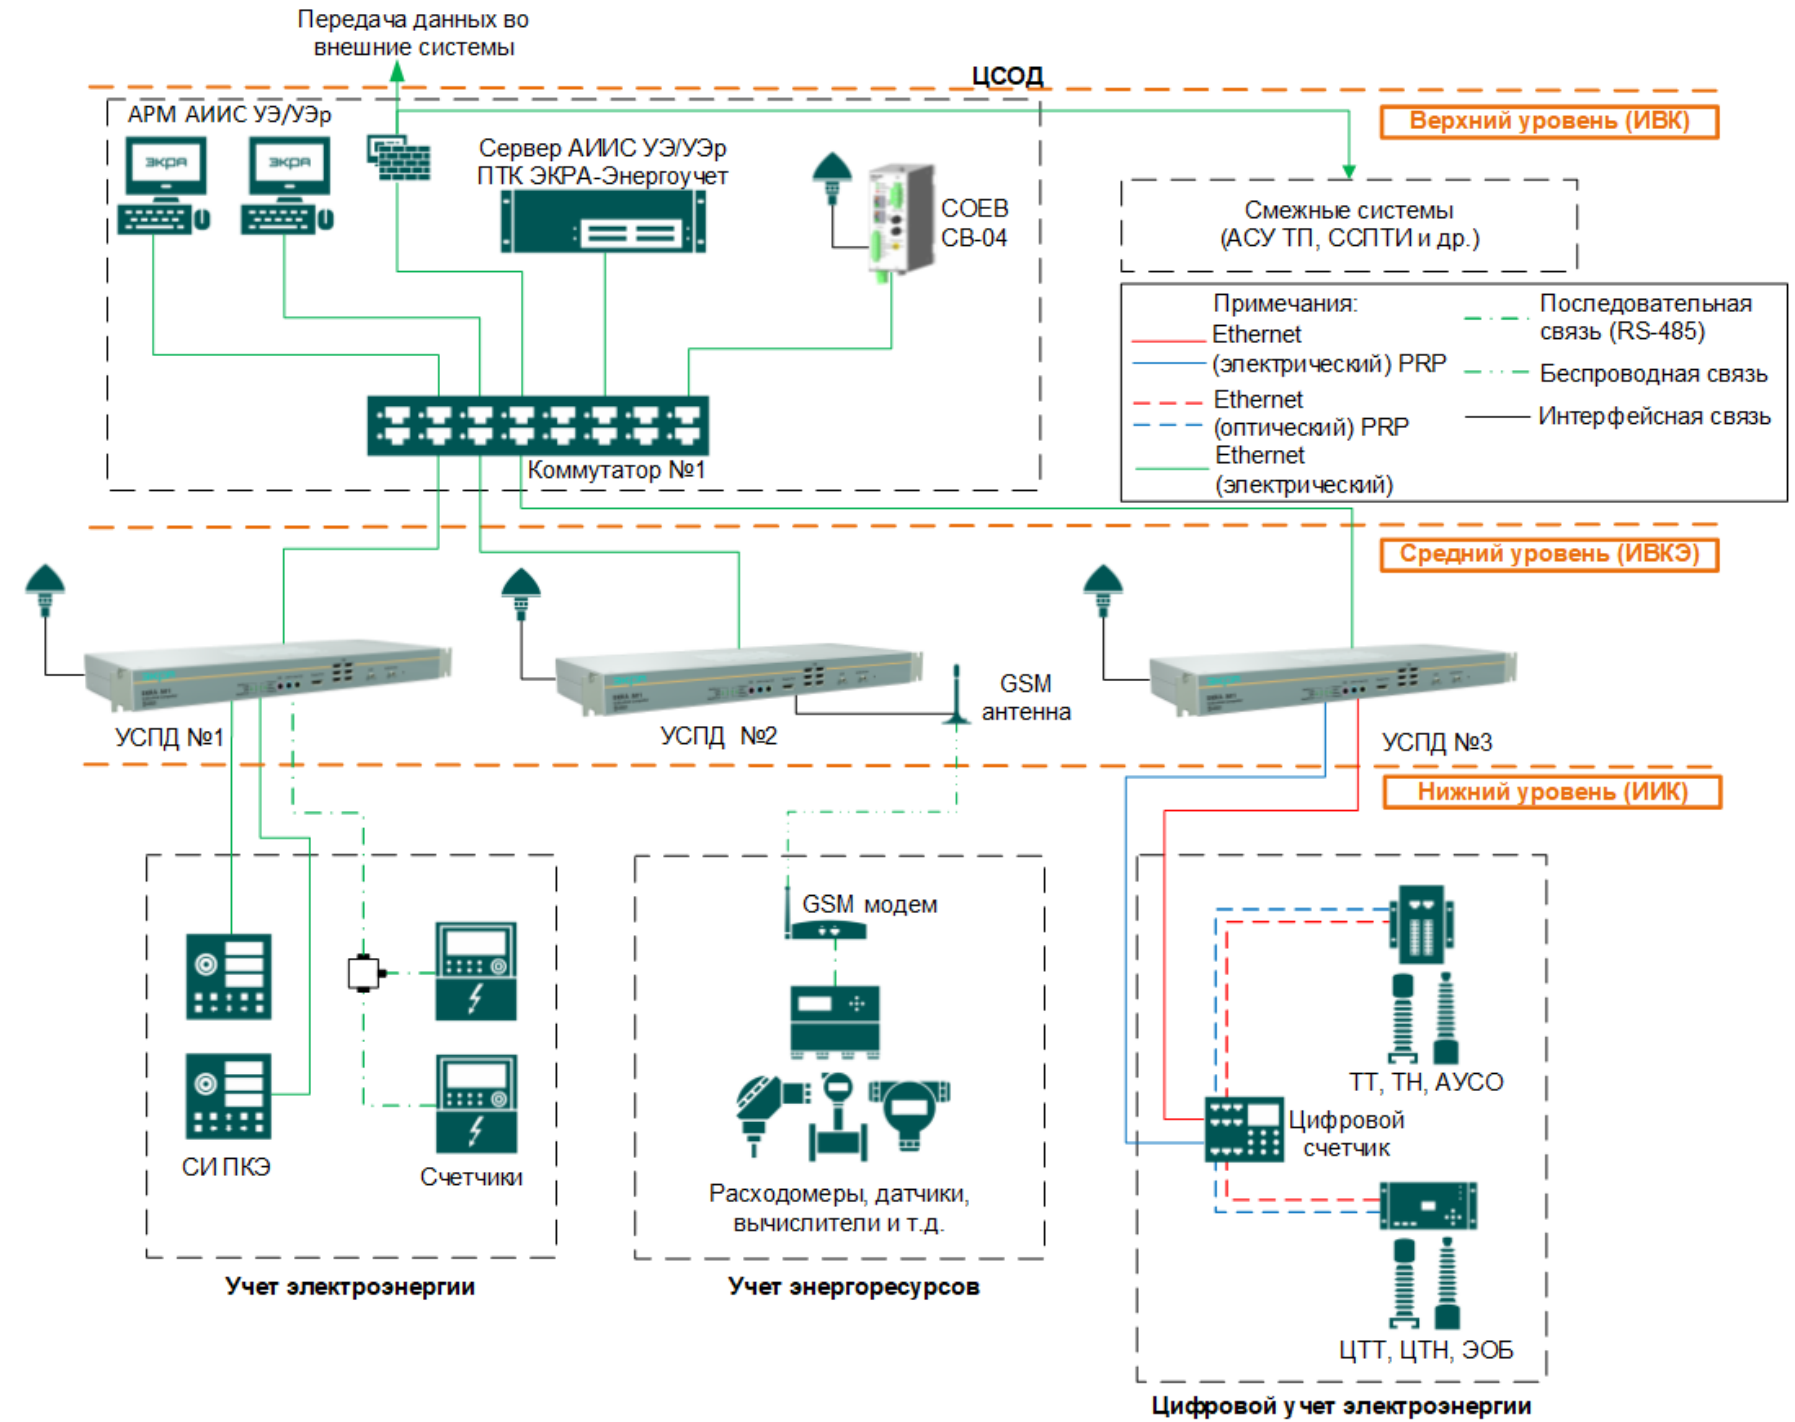 Передача данных во
внешние системы
ЦСОД
АРМ АИИС УЭ/УЭр
Верхний уровень (ИВК)
ЭКРА
ЭКРА
Сервер АИИС УЭ/УЭр
ПТК ЭКРА-Энергоучет
СОЕВ
СВ-04
Смежные системы
(АСУ ТП, ССПТИ и др.)
Примечания:
Ethernet
(электрический) PRP
Ethernet
(оптический) PRP
Ethernet
(электрический)
Последовательная
связь (RS-485)
Беспроводная связь
Интерфейсная связь
Коммутатор №1
Средний уровень (ИВКЭ)
GSM
антенна
УСПД №1
УСПД №2
УСПД №3
Нижний уровень (ИИК)
GSM модем
ТТ, ТН, АУСО
Цифровой
счетчик
СИ ПКЭ
Счетчики
Расходомеры, датчики,
вычислители и т.д.
ЦТТ, ЦТН, ЭОБ
Учет электроэнергии
Учет энергоресурсов
Цифровой учет электроэнергии